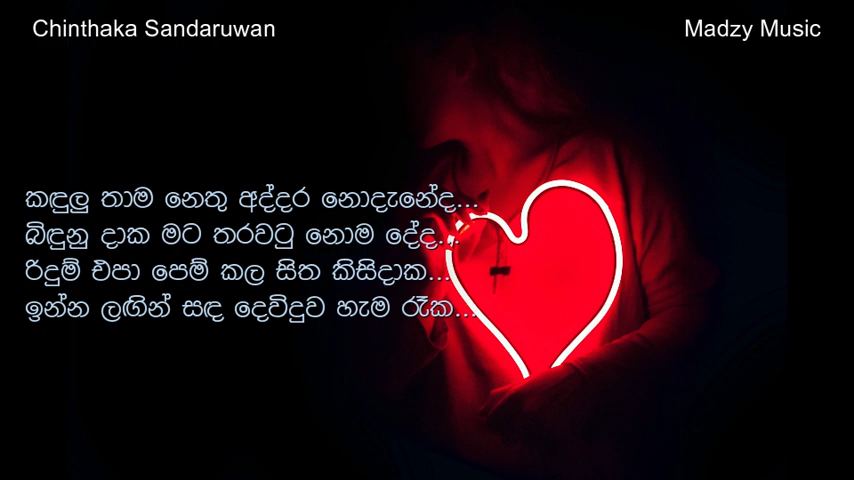 Chinthaka Sandaruwan
Madzy Music
කඳුලු තාම නෙතු අද්දර නොදැනේද...
බිඳුනු දාක මට තරවටු නොම දේද...
රිදුම් එපා පෙම් කල සිත කිසිදාක...
ඉන්න ලඟින් සඳ දෙව්දුව හැම රෑක...